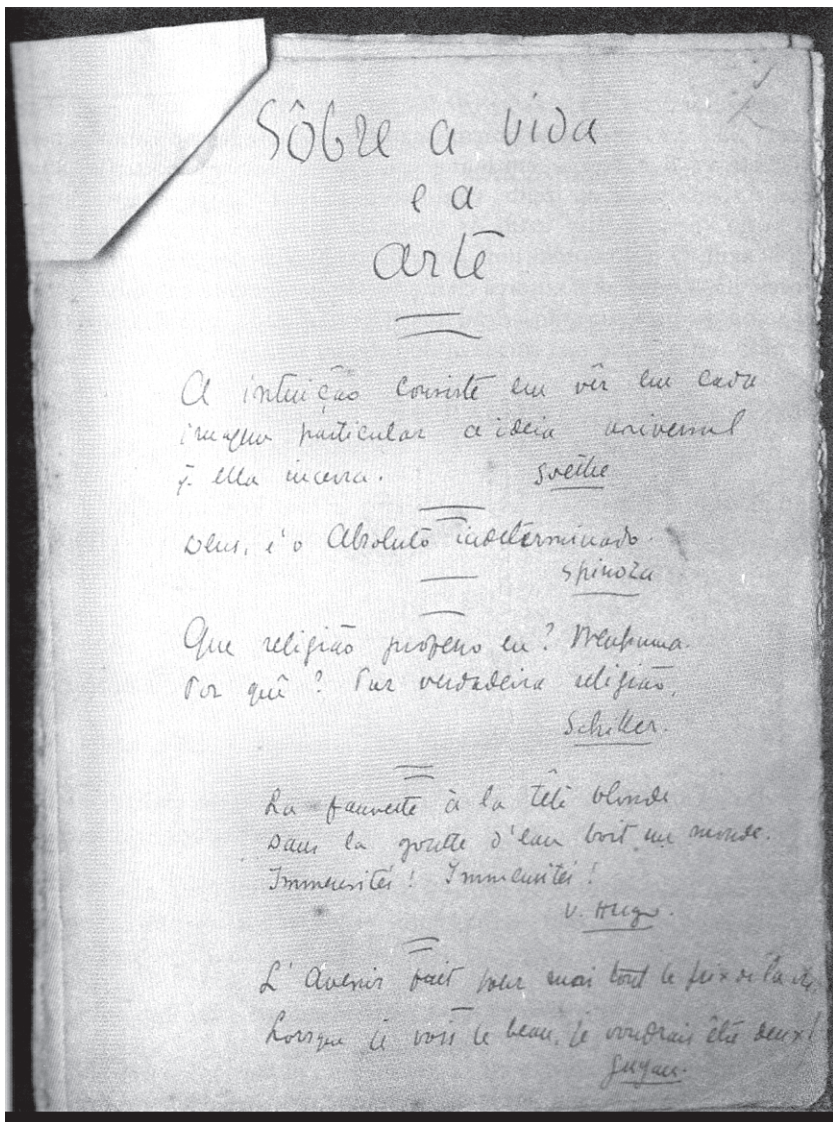 Sôbre a vida
e a
arte
A intuição consiste em vêr em cada
imagem particular a ideia universal
q. ella incerra.
Goethe
Deus, é o Absoluto indeterminado.
Spinoza
Que religião professo eu? Nenhuma.
Por quê? Por verdadeira religião.
Schiller.
La fauvette à la tête blonde
Dans la goutte d'eau boit un monde.
Immensités! Immensités!
V. Hugo.
L'Avenir fait pour moi tout le prix de la vie,
Lorsque je vois le beau, je voudrais être deux!
Guyau.